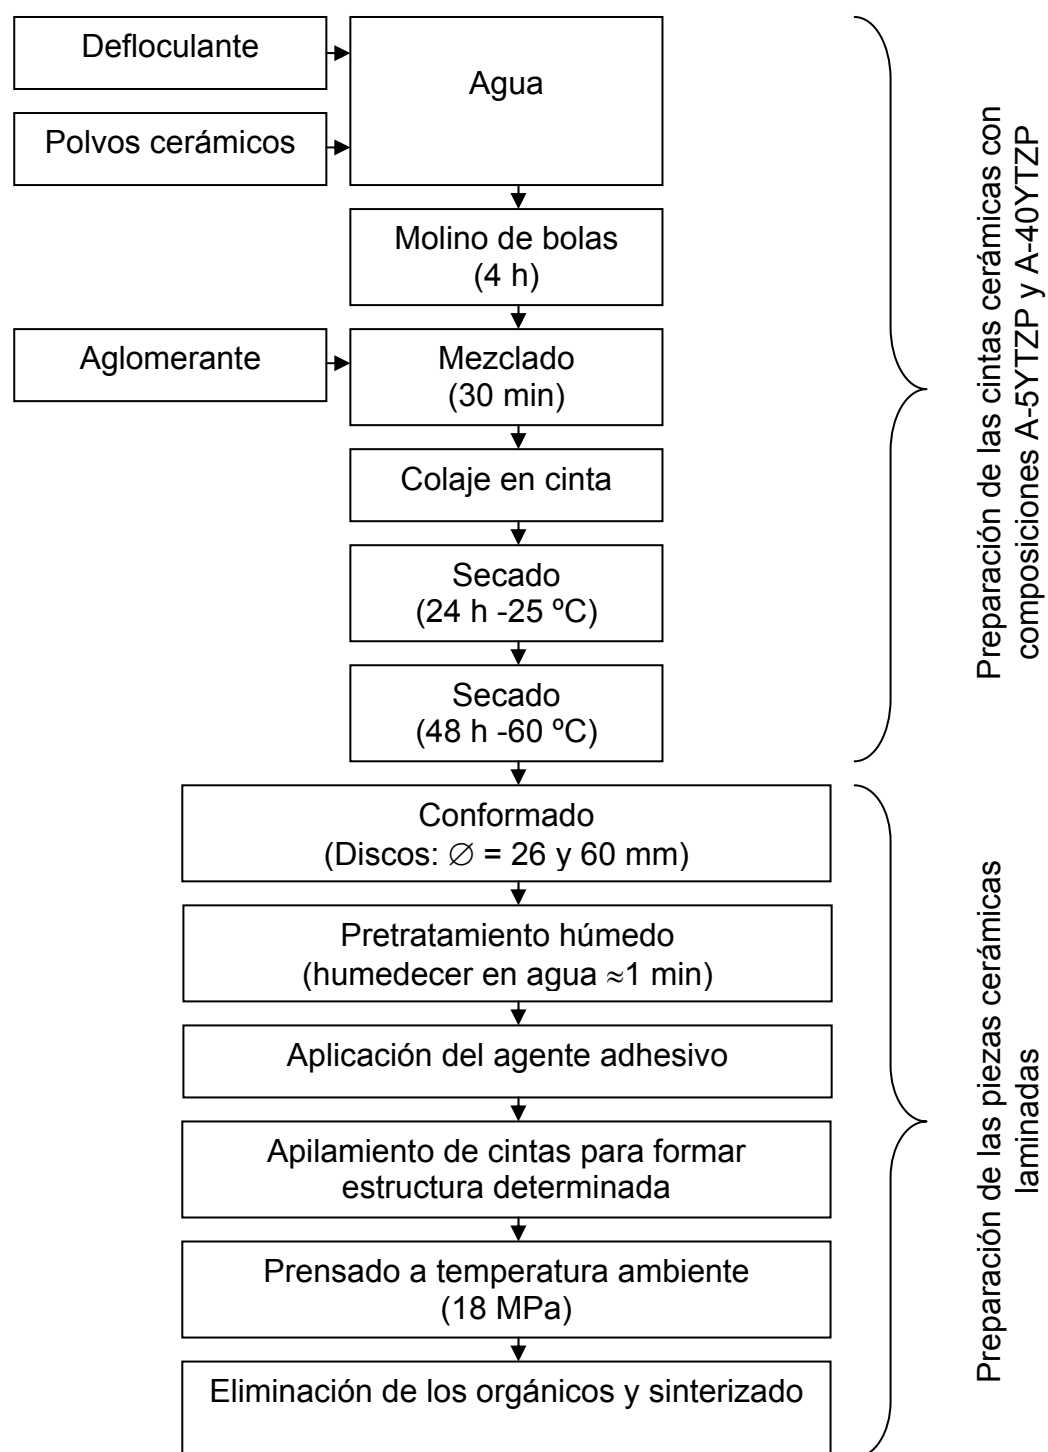 Defloculante
Agua
Polvos cerámicos
Molino de bolas
(4 h)
Aglomerante
Mezclado
(30 min)
Colaje en cinta
Secado
(24 h -25 ºC)
Secado
(48 h -60 ºC)
Preparación de las cintas cerámicas con
composiciones A-5YTZP y A-40YTZP
Conformado
(Discos: ∅ = 26 y 60 mm)
Pretratamiento húmedo
(humedecer en agua ≈1 min)
Aplicación del agente adhesivo
Apilamiento de cintas para formar
estructura determinada
Prensado a temperatura ambiente
(18 MPa)
Eliminación de los orgánicos y sinterizado
Preparación de las piezas cerámicas
laminadas